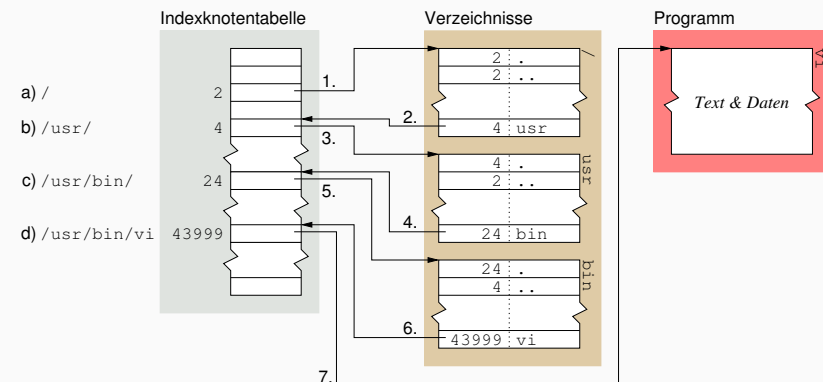 Indexknotentabelle
Verzeichnisse
Programm
a) /
2
b) /usr/
4
c) /usr/bin/
24
d) /usr/bin/vi
43999
1.
2.
3.
4.
5.
6.
7.
/
2 .
2 ..
4 usr
usr
4 .
2 ..
24 bin
bin
24 .
4 ..
43999 vi
vi
Text & Daten